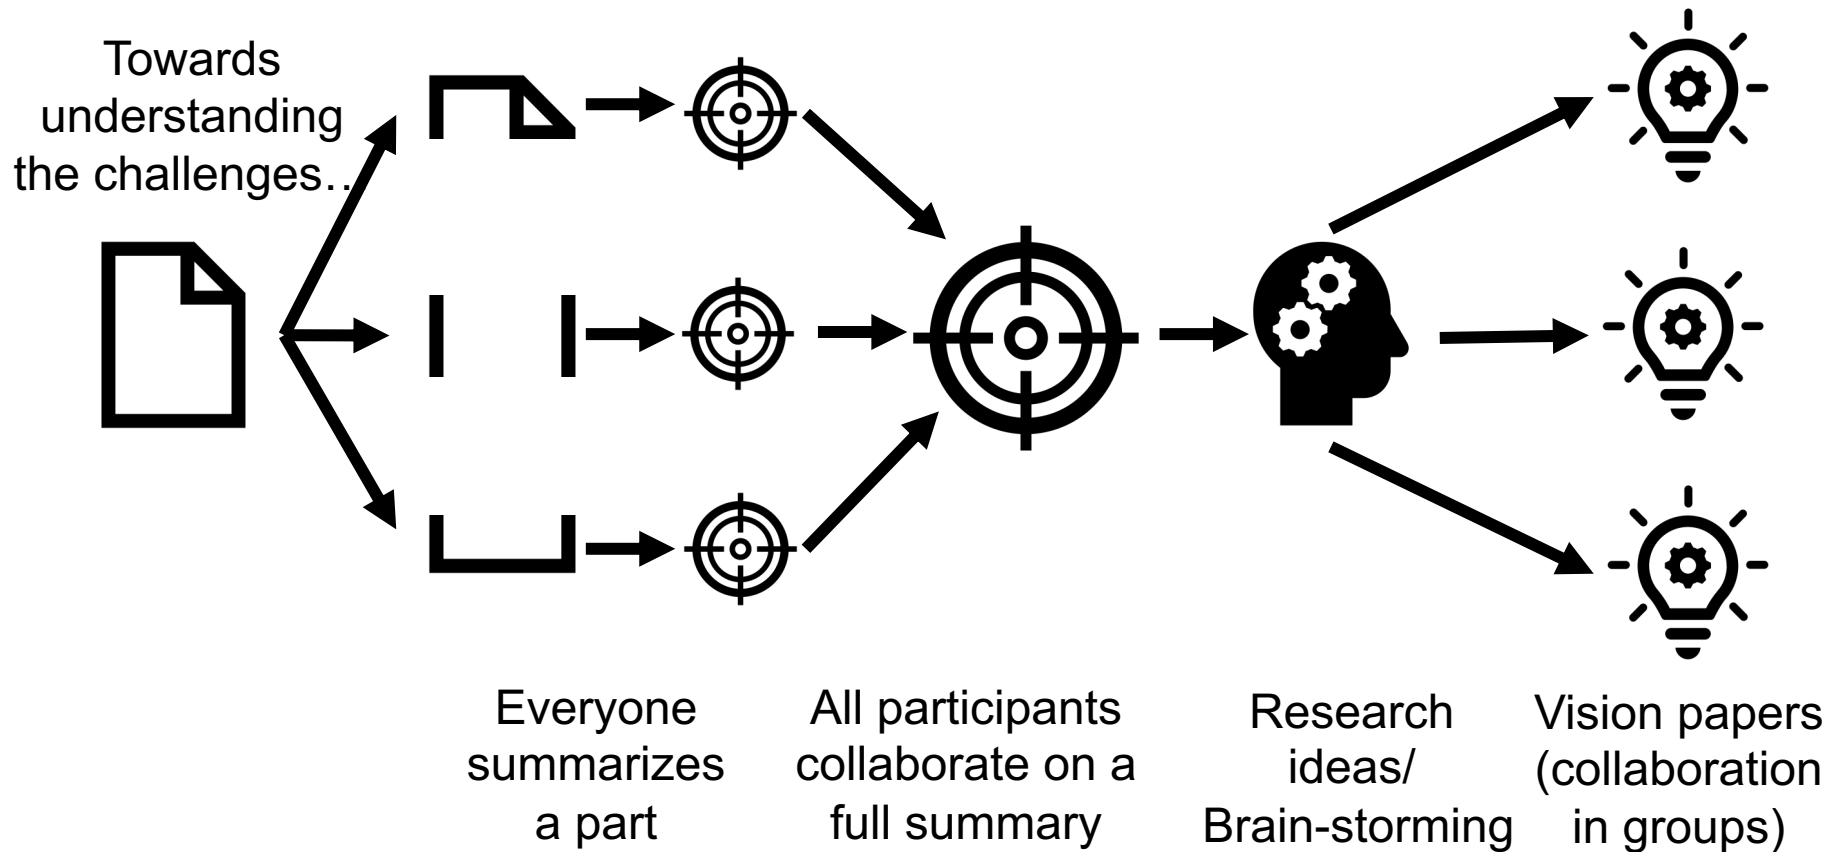 Towards
understanding
the challenges..
Everyone
summarizes
a part
All participants
collaborate on a
full summary
Research
ideas/
Brain-storming
Vision papers
(collaboration
in groups)